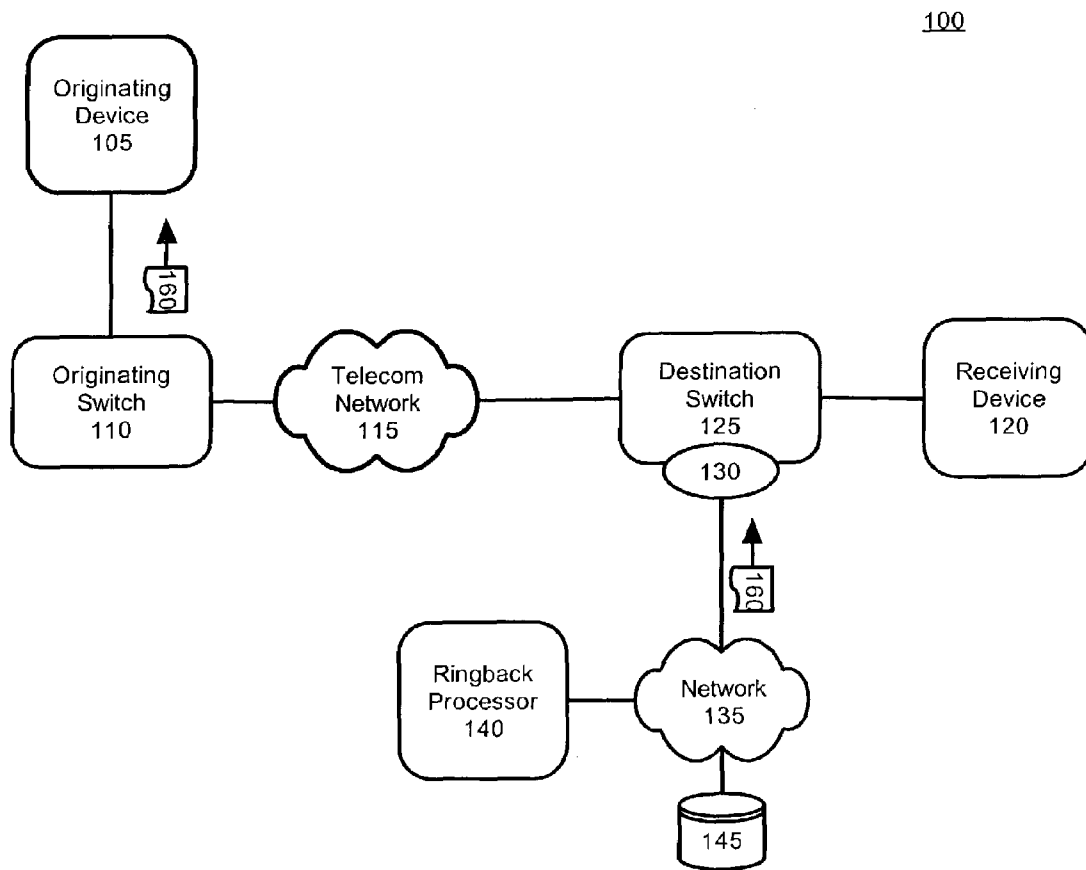 100
Originating
Device
105
160
Originating
Switch
110
Telecom
Network
115
Destination
Switch
125
130
Receiving
Device
120
160
Ringback
Processor
140
Network
135
145